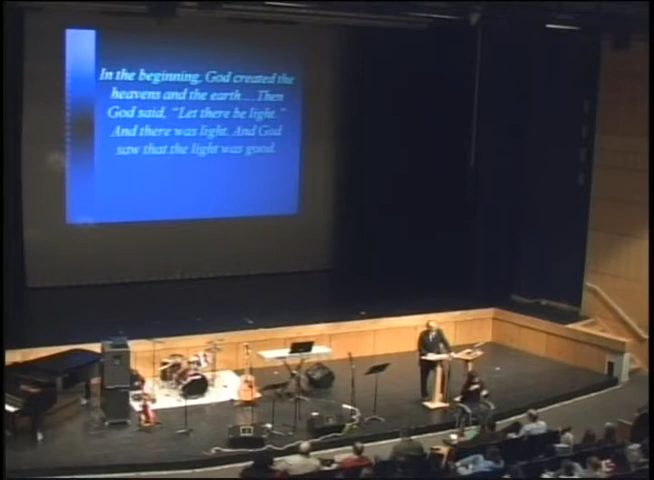 In the beginning, God created the
heavens and the earth....Then
God said, "Let there be light."
And there was light. And God
saw that the light was good.